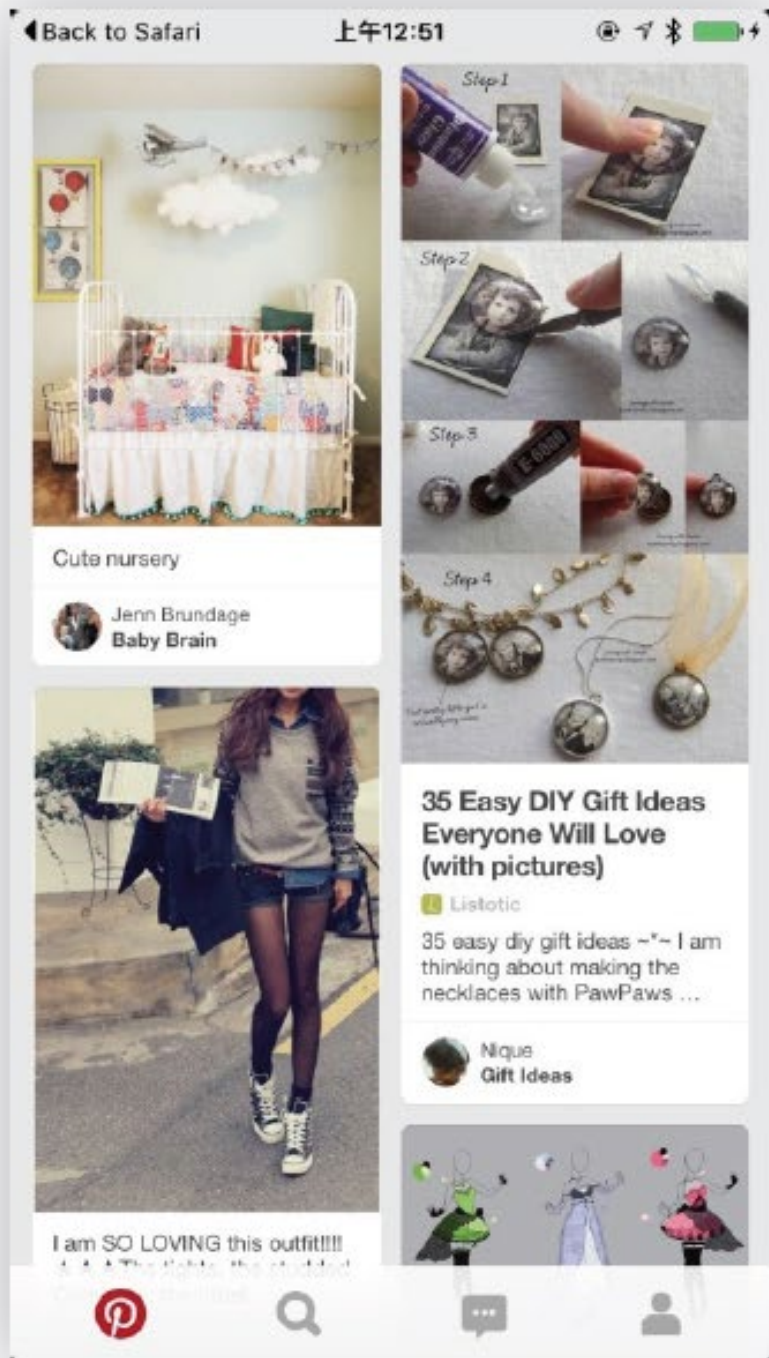 Back to Safari
上午12:51
Cute nursery
Jenn Brundage
Baby Brain
I am SO LOVING this outfit!!!!
Step 1
Step 2
Step 3
E-6000
Step 4
35 Easy DIY Gift Ideas
Everyone Will Love
(with pictures)
Listotic
35 easy diy gift ideas ~*~ I am
thinking about making the
necklaces with PawPaws ...
Nique
Gift Ideas